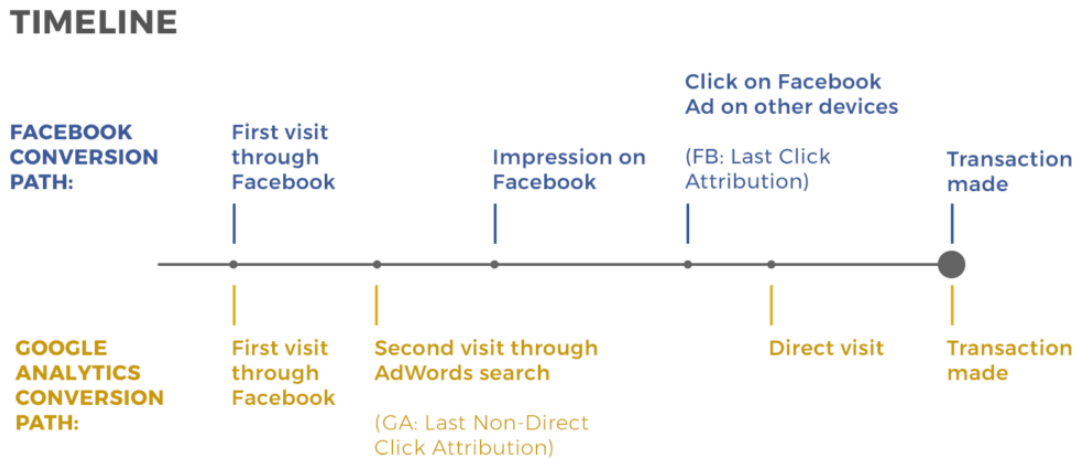 TIMELINE
FACEBOOK
CONVERSION
PATH:
First visit
through
Facebook
Impression on
Facebook
Click on Facebook
Ad on other devices
(FB: Last Click
Attribution)
Transaction
made
GOOGLE
ANALYTICS
CONVERSION
PATH:
First visit
through
Facebook
Second visit through
AdWords search
(GA: Last Non-Direct
Click Attribution)
Direct visit
Transaction
made